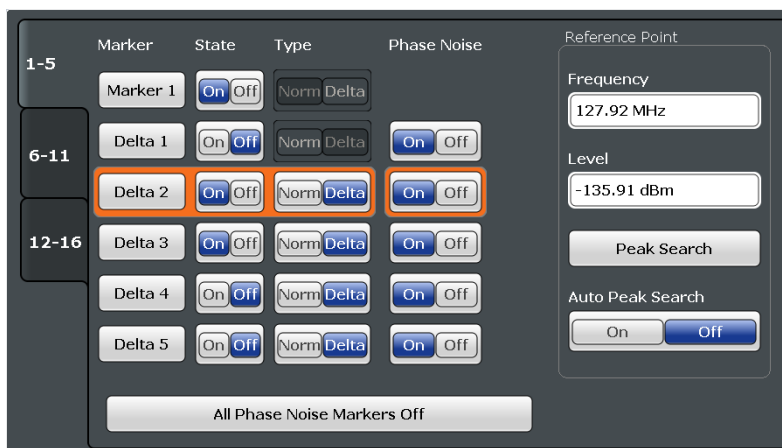 1-5
6-11
12-16
Marker State Type Phase Noise
Marker 1 On Off Norm Delta
Delta 1 On Off Norm Delta On Off
Delta 2 On Off Norm Delta On Off
Delta 3 On Off Norm Delta On Off
Delta 4 On Off Norm Delta On Off
Delta 5 On Off Norm Delta On Off
All Phase Noise Markers Off
Reference Point
Frequency
127.92 MHz
Level
-135.91 dBm
Peak Search
Auto Peak Search
On Off